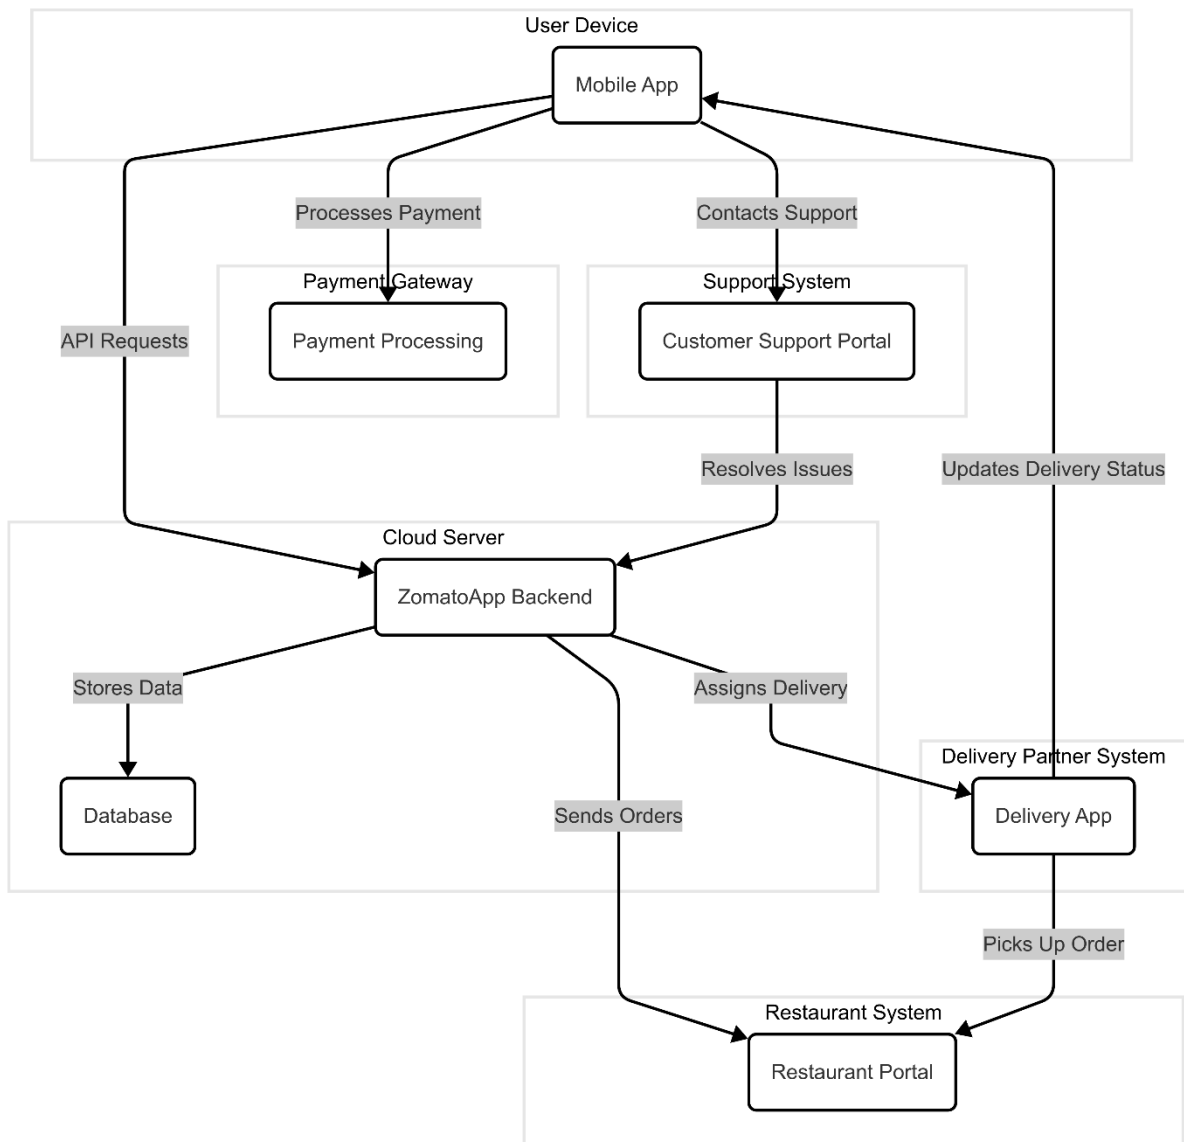 User Device
Mobile App
Processes Payment
Contacts Support
Payment Gateway
Support System
API Requests
Payment Processing
Customer Support Portal
Resolves Issues
Updates Delivery Status
Cloud Server
ZomatoApp Backend
Stores Data
Assigns Delivery
Delivery Partner System
Database
Sends Orders
Delivery App
Picks Up Order
Restaurant System
Restaurant Portal